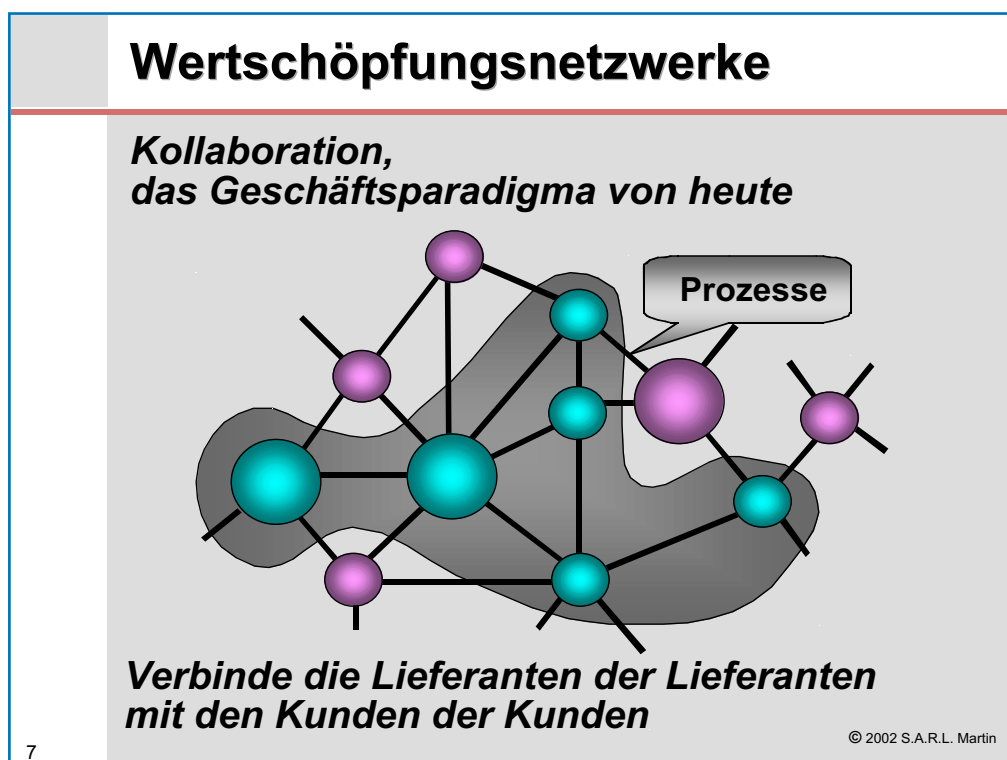 Wertschöpfungsnetzwerke
Kollaboration,
das Geschäftsparadigma von heute
Prozesse
Verbinde die Lieferanten der Lieferanten
mit den Kunden der Kunden
7
© 2002 S.A.R.L. Martin